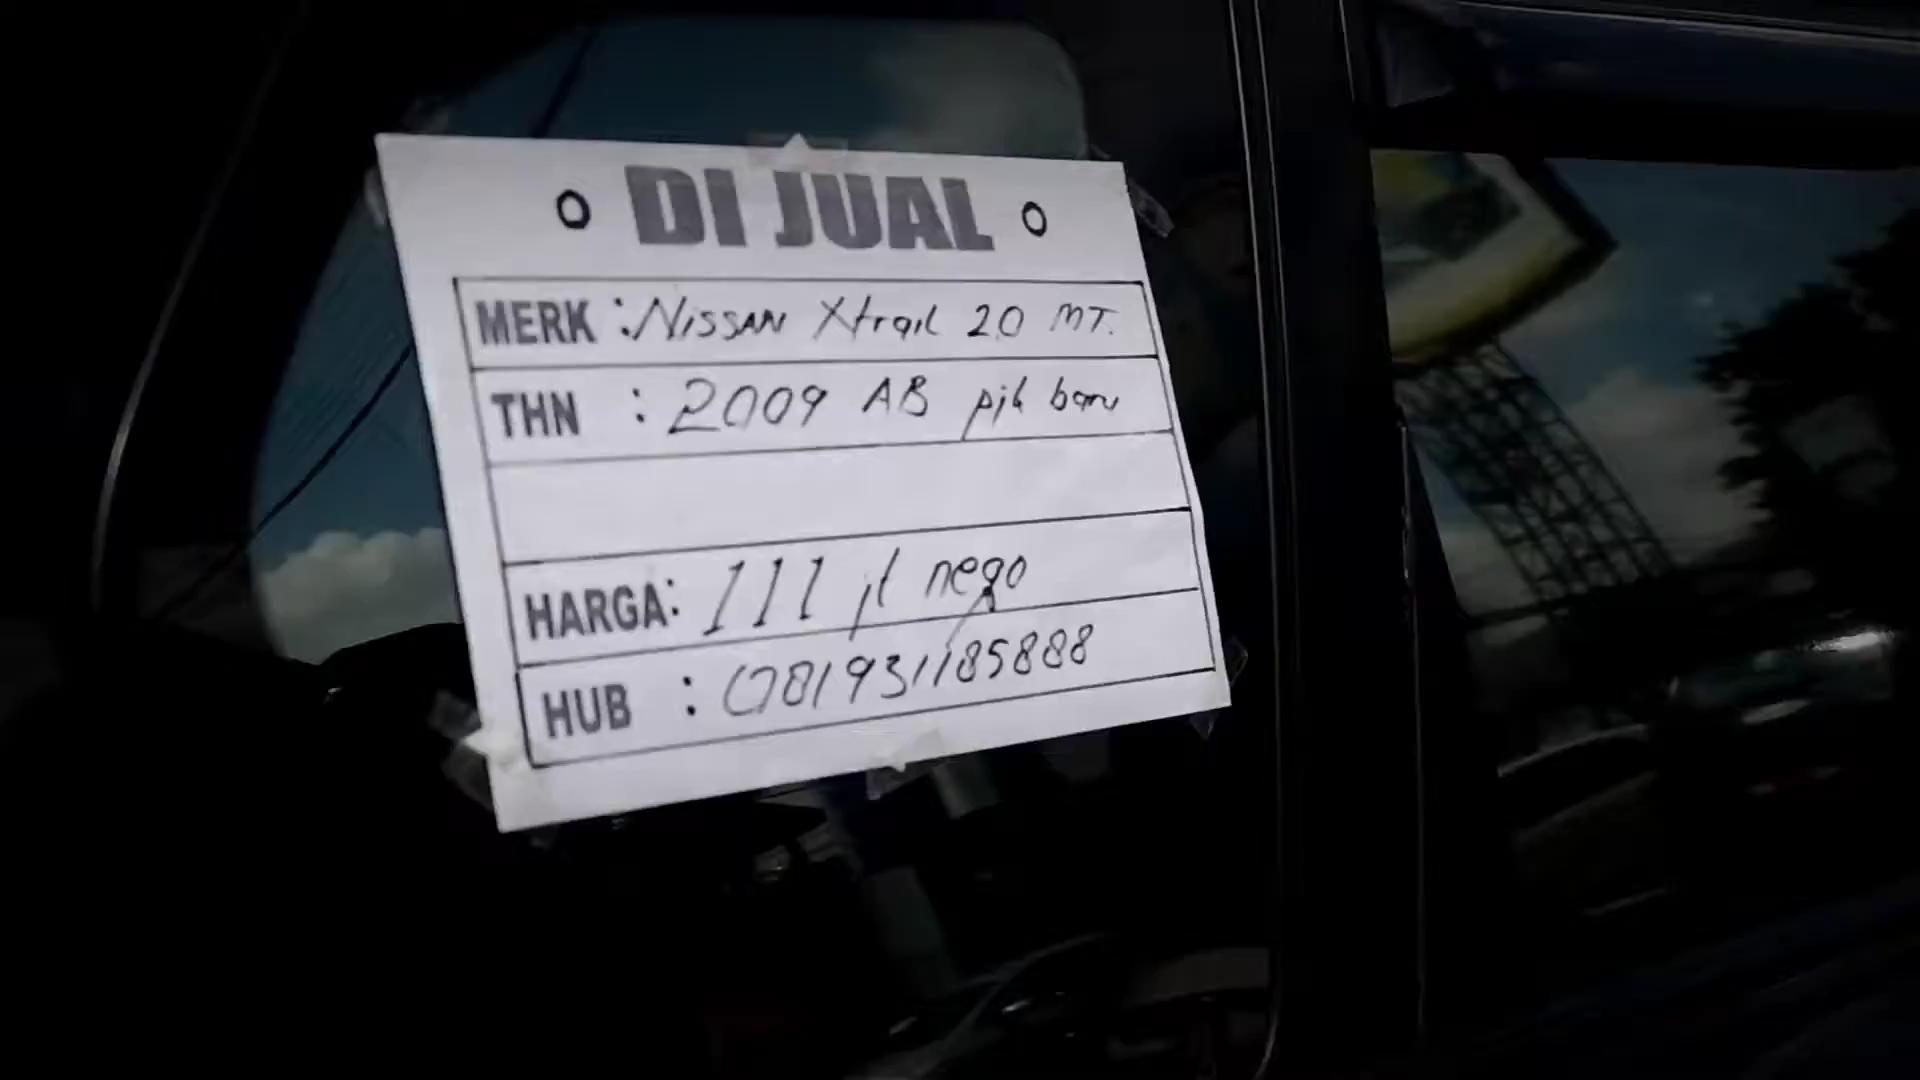 o DI JUAL o
MERK : Nissan Xtrail 2.0 MT.
THN : 2009 AB pjk baru
HARGA: 111 jt nego
HUB : 081931185888